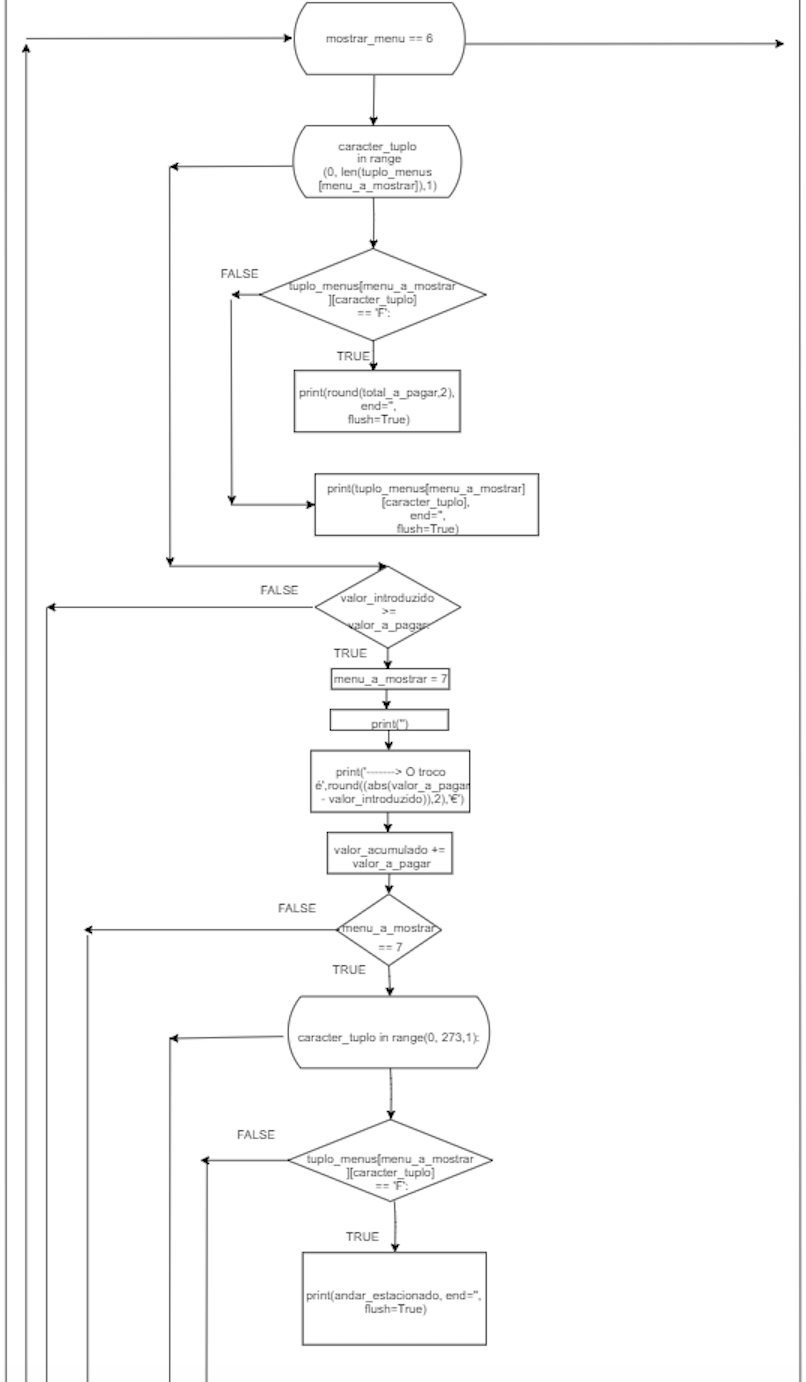 mostrar_menu == 6
caracter_tuplo
in range
(0, len(tuplo_menus
[menu_a_mostrar]),1)
FALSE
tuplo_menus[menu_a_mostrar
][caracter_tuplo]
== 'F':
TRUE
print(round(total_a_pagar,2),
end='',
flush=True)
print(tuplo_menus[menu_a_mostrar]
[caracter_tuplo],
end='',
flush=True)
FALSE
valor_introduzido
>=
valor_a_pagar:
TRUE
menu_a_mostrar = 7
print('')
print('-------> O troco
é',round((abs(valor_a_pagar
- valor_introduzido)),2),'€')
valor_acumulado +=
valor_a_pagar
FALSE
menu_a_mostrar
== 7
TRUE
caracter_tuplo in range(0, 273,1):
FALSE
tuplo_menus[menu_a_mostrar
][caracter_tuplo]
== 'F':
TRUE
print(andar_estacionado, end='',
flush=True)